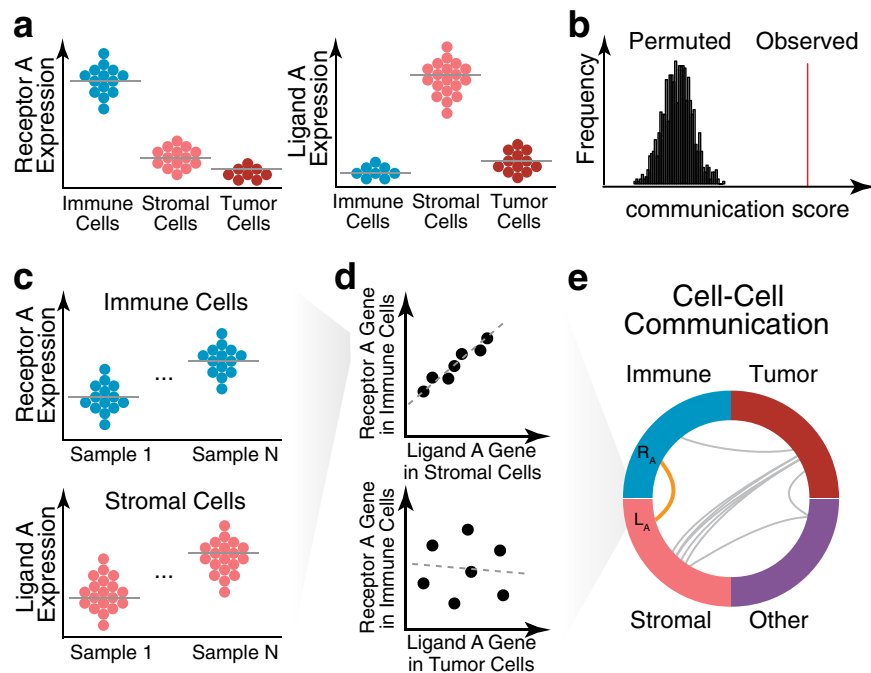 a
Receptor A
Expression
Immune
Cells
Stromal
Cells
Tumor
Cells
Ligand A
Expression
Immune
Cells
Stromal
Cells
Tumor
Cells
b
Permuted
Observed
Frequency
communication score
c
Immune Cells
Receptor A
Expression
...
Sample 1
Sample N
Stromal Cells
Ligand A
Expression
...
Sample 1
Sample N
d
Receptor A Gene
in Immune Cells
Ligand A Gene
in Stromal Cells
Receptor A Gene
in Immune Cells
Ligand A Gene
in Tumor Cells
e
Cell-Cell
Communication
Immune
Tumor
RA
LA
Stromal
Other